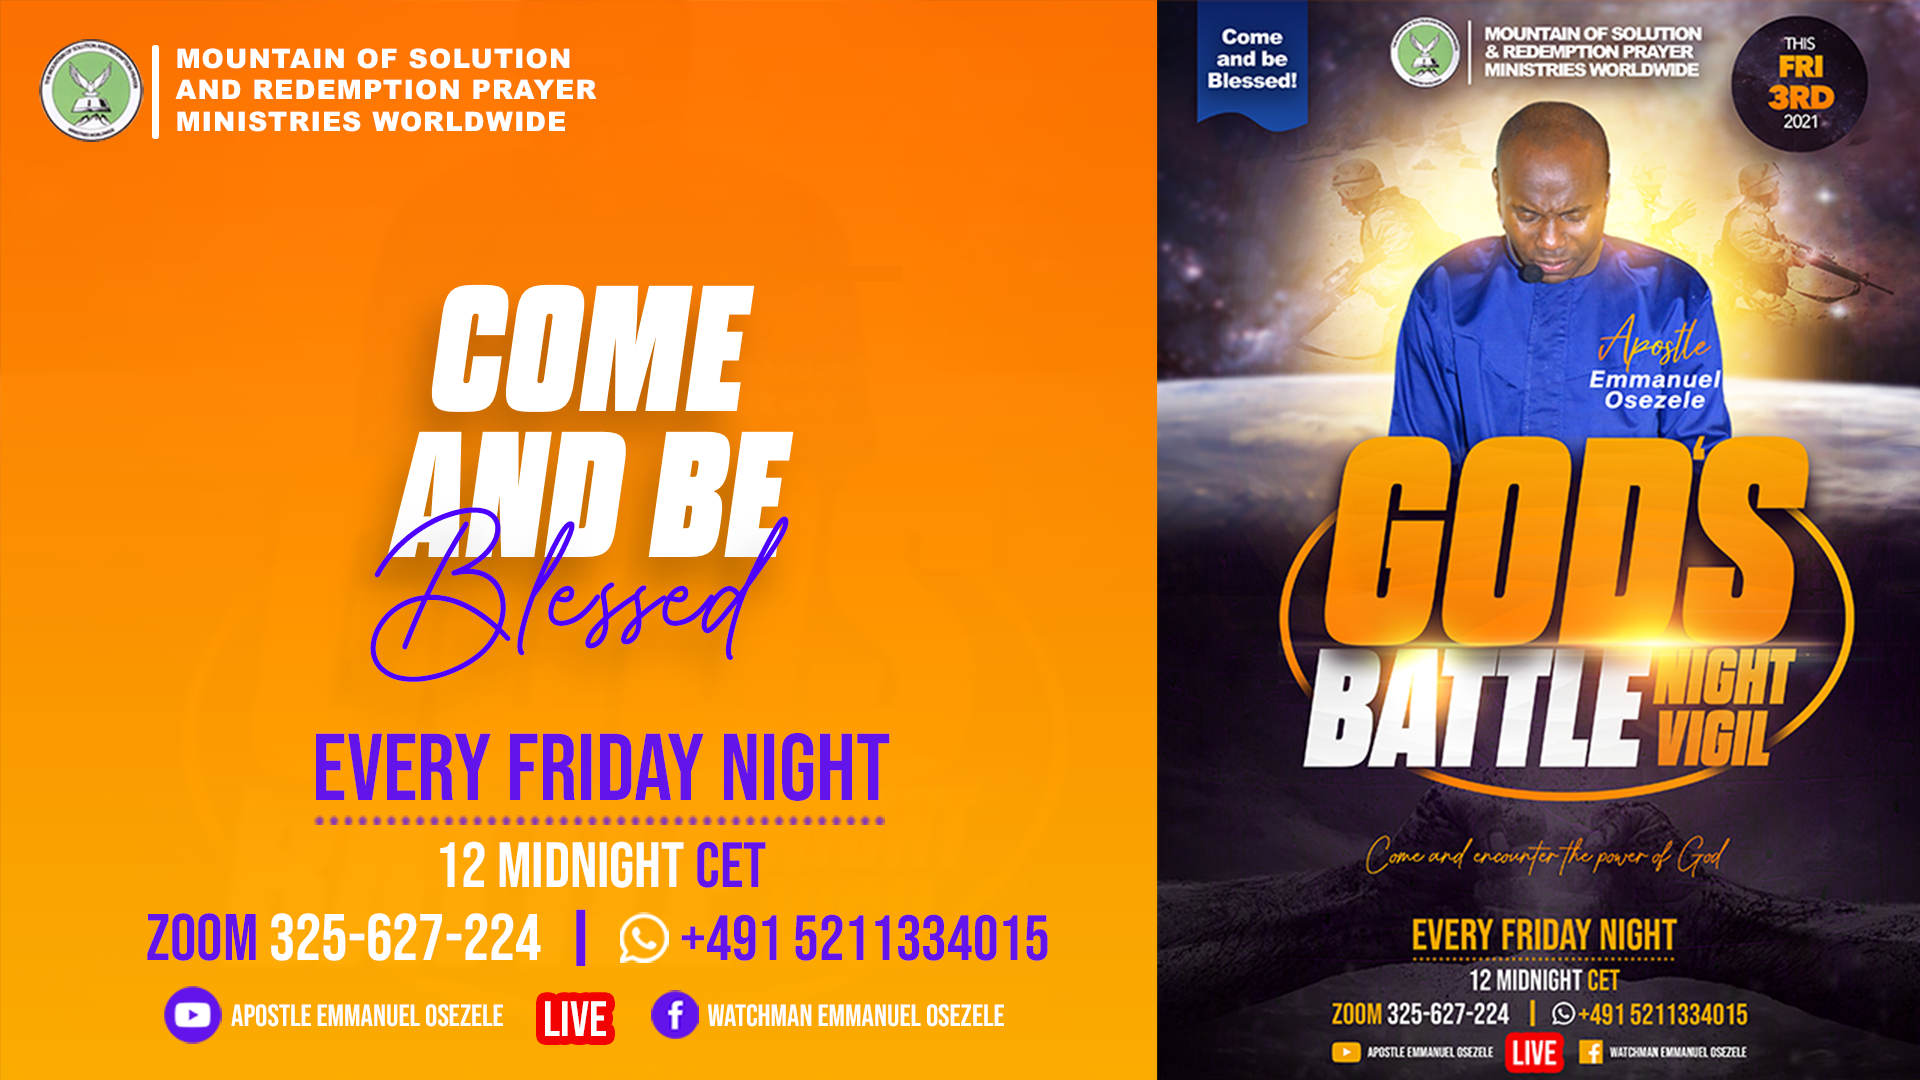 MOUNTAIN OF SOLUTION
AND REDEMPTION PRAYER
MINISTRIES WORLDWIDE
COME
AND BE
Blessed
EVERY FRIDAY NIGHT
12 MIDNIGHT CET
ZOOM 325-627-224 | +491 5211334015
APOSTLE EMMANUEL OSEZELE LIVE WATCHMAN EMMANUEL OSEZELE
Come
and be
Blessed!
MOUNTAIN OF SOLUTION
& REDEMPTION PRAYER
MINISTRIES WORLDWIDE
THIS
FRI
3RD
2021
Apostle
Emmanuel
Osezele
GOD'S
BATTLE NIGHT
VIGIL
Come and encounter the power of God
EVERY FRIDAY NIGHT
12 MIDNIGHT CET
ZOOM 325-627-224 | +491 5211334015
APOSTLE EMMANUEL OSEZELE LIVE WATCHMAN EMMANUEL OSEZELE